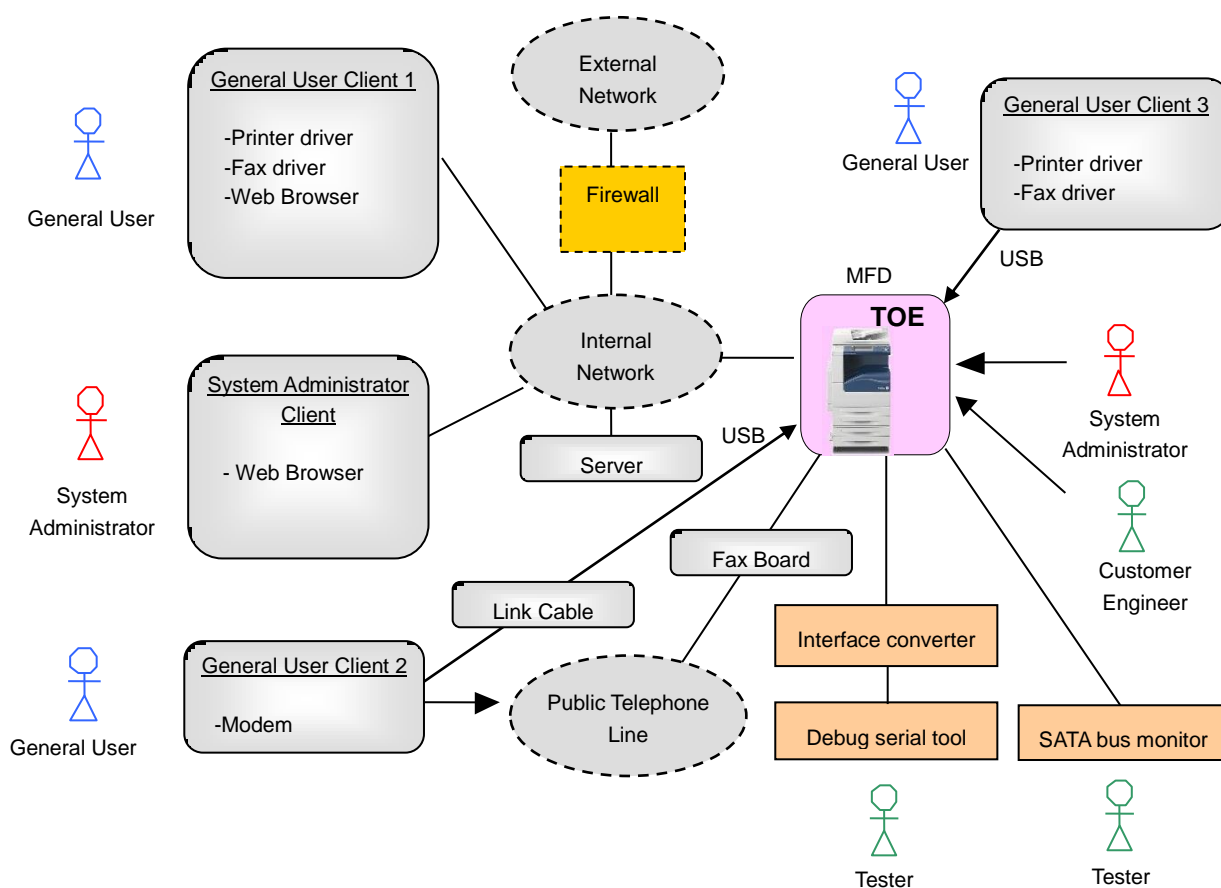 General User Client 1
-Printer driver
-Fax driver
-Web Browser
General User
External
Network
Firewall
General User
General User Client 3
-Printer driver
-Fax driver
USB
MFD
TOE
Internal
Network
System Administrator
Client
- Web Browser
System
Administrator
Server
USB
System
Administrator
Customer
Engineer
Fax Board
Link Cable
Interface converter
General User Client 2
-Modem
General User
Public Telephone
Line
Debug serial tool
SATA bus monitor
Tester
Tester